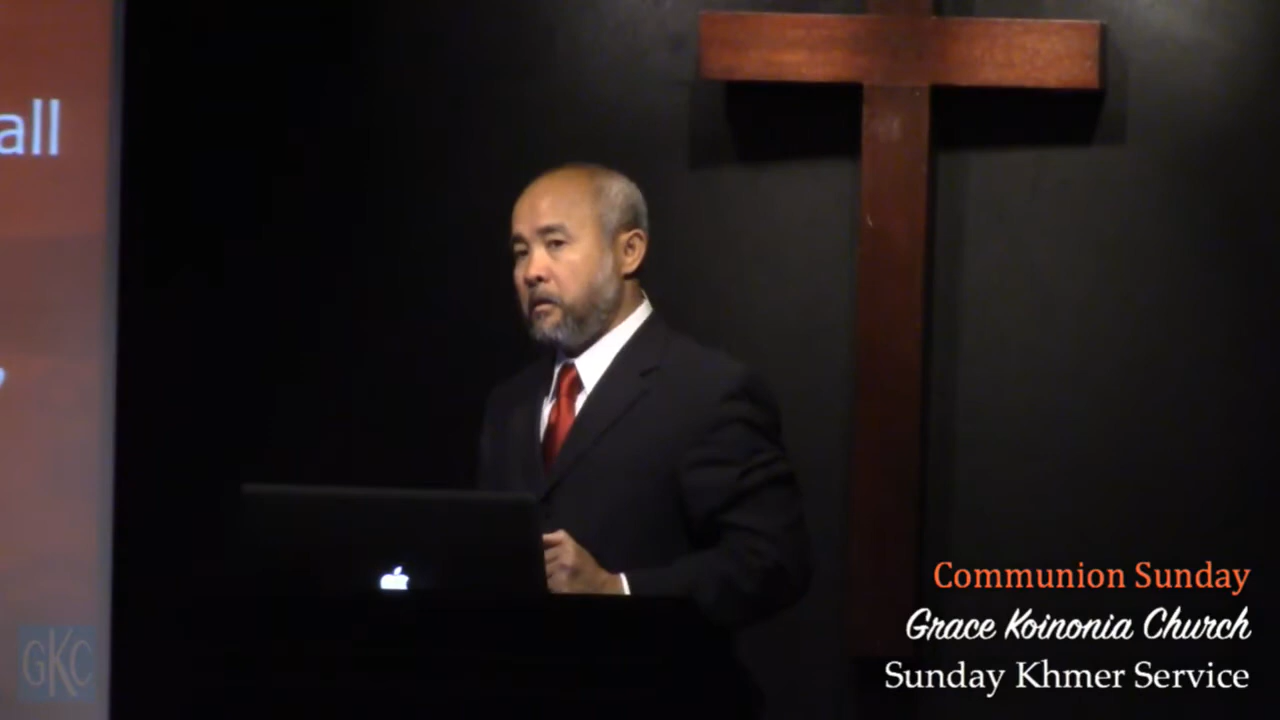 all
,
GKC
Communion Sunday
Grace Koinonia Church
Sunday Khmer Service